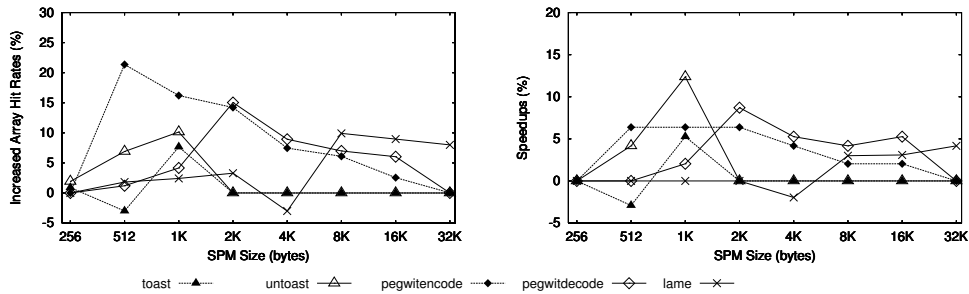 30
25
20
15
10
5
0
-5
Increased Array Hit Rates (%)
256 512 1K 2K 4K 8K 16K 32K
SPM Size (bytes)
20
15
10
5
0
-5
Speedups (%)
256 512 1K 2K 4K 8K 16K 32K
SPM Size (bytes)
toast untoast pegwitencode pegwitdecode lame